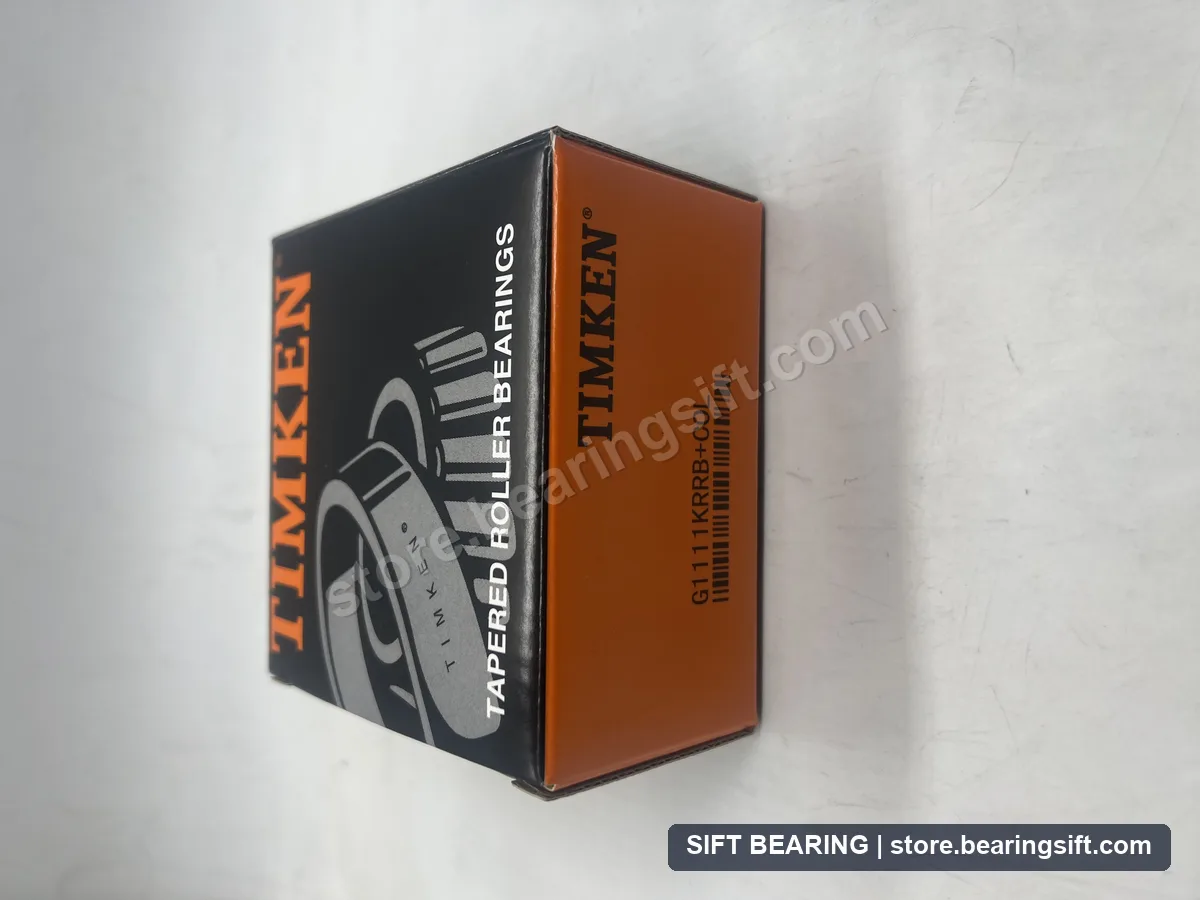 TIMKEN
TIMKEN®
TAPERED ROLLER BEARINGS
TIMKEN®
G1111KRRB+COL
store.bearingsift.com
SIFT BEARING | store.bearingsift.com